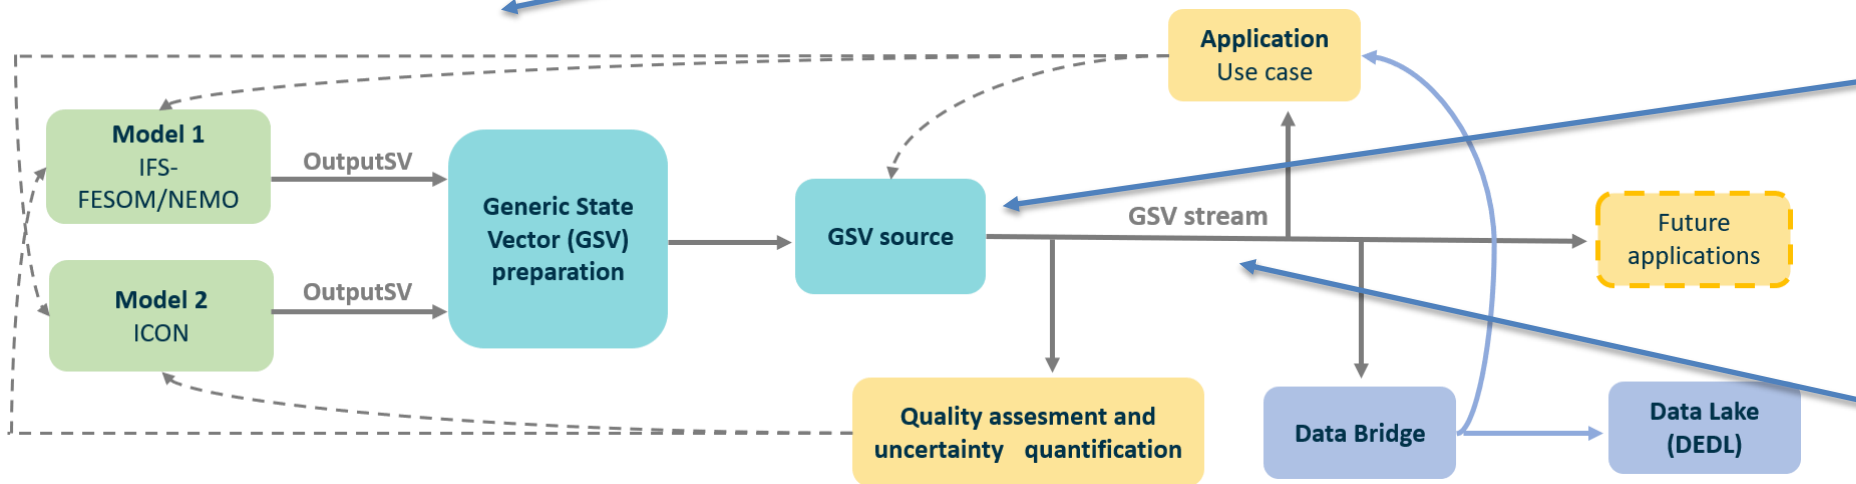 Application
Use case
Model 1
IFS-
FESOM/NEMO
OutputSV
Generic State
Vector (GSV)
preparation
GSV source
GSV stream
Future
applications
Model 2
ICON
OutputSV
Quality assesment and
uncertainty quantification
Data Bridge
Data Lake
(DEDL)